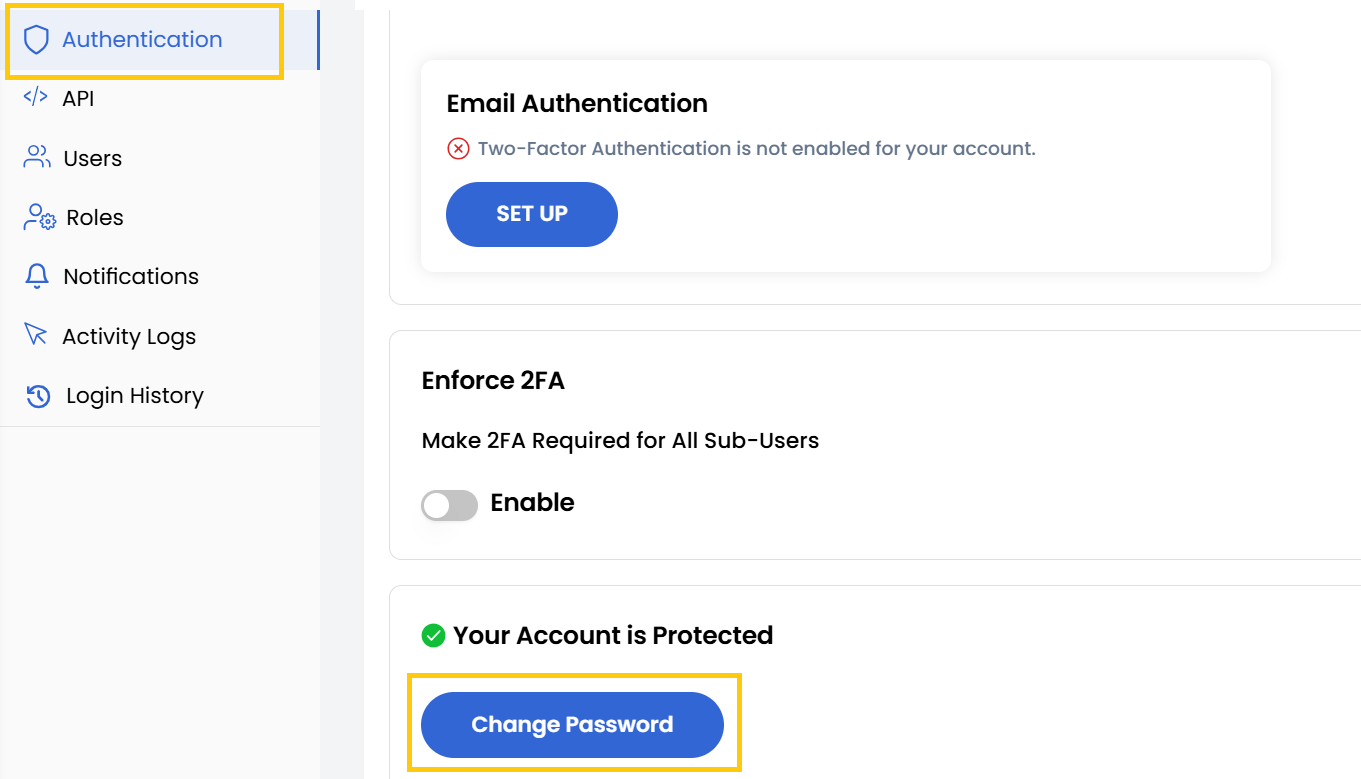 Authentication
API
Users
Roles
Notifications
Activity Logs
Login History
Email Authentication
Two-Factor Authentication is not enabled for your account.
SET UP
Enforce 2FA
Make 2FA Required for All Sub-Users
Enable
Your Account is Protected
Change Password